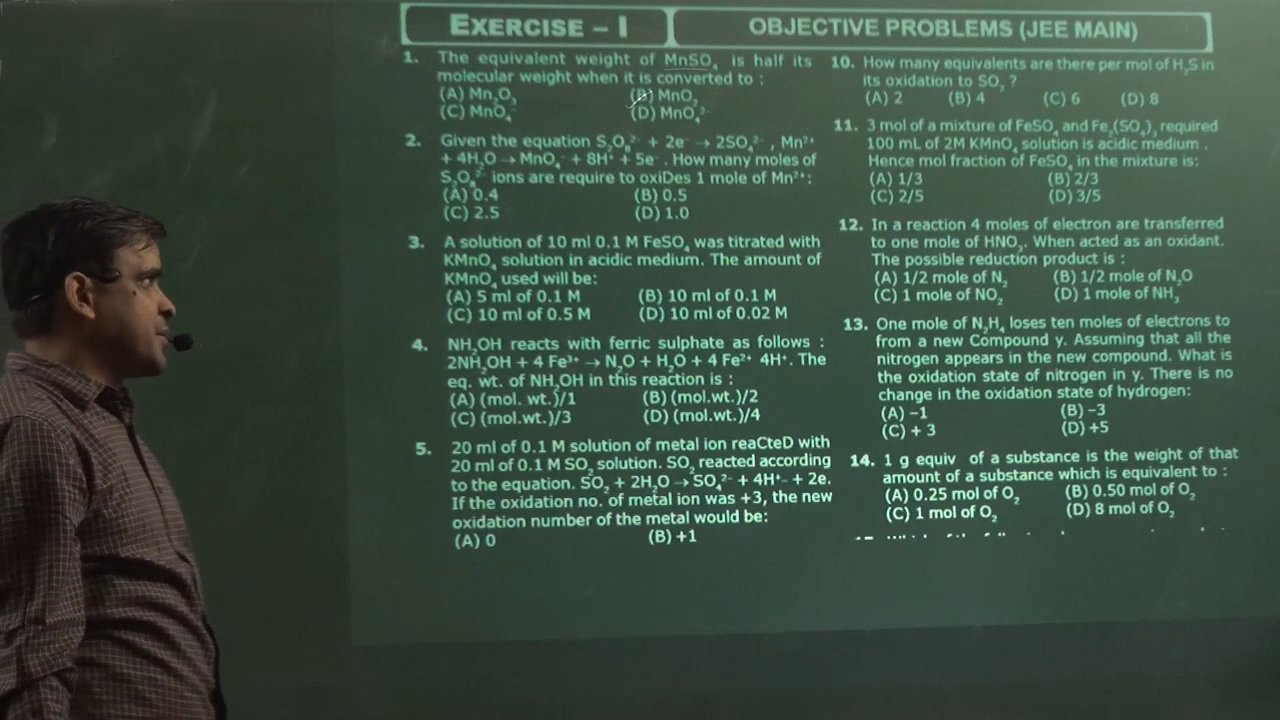 EXERCISE – I
OBJECTIVE PROBLEMS (JEE MAIN)
1. The equivalent weight of MnSO₄ is half its
molecular weight when it is converted to :
(A) Mn₂O₃ (B) MnO₂
(C) MnO₄⁻ (D) MnO₄²⁻
2. Given the equation S₂O₈²⁻ + 2e⁻ → 2SO₄²⁻ , Mn²⁺
+ 4H₂O → MnO₄⁻ + 8H⁺ + 5e⁻ . How many moles of
S₂O₈²⁻ ions are require to oxiDes 1 mole of Mn²⁺:
(A) 0.4 (B) 0.5
(C) 2.5 (D) 1.0
3. A solution of 10 ml 0.1 M FeSO₄ was titrated with
KMnO₄ solution in acidic medium. The amount of
KMnO₄ used will be:
(A) 5 ml of 0.1 M (B) 10 ml of 0.1 M
(C) 10 ml of 0.5 M (D) 10 ml of 0.02 M
4. NH₂OH reacts with ferric sulphate as follows :
2NH₂OH + 4 Fe³⁺ → N₂O + H₂O + 4 Fe²⁺ 4H⁺. The
eq. wt. of NH₂OH in this reaction is :
(A) (mol. wt.)/1 (B) (mol.wt.)/2
(C) (mol.wt.)/3 (D) (mol.wt.)/4
5. 20 ml of 0.1 M solution of metal ion reaCteD with
20 ml of 0.1 M SO₂ solution. SO₂ reacted according
to the equation. SO₂ + 2H₂O → SO₄²⁻ + 4H⁺⁻ + 2e.
If the oxidation no. of metal ion was +3, the new
oxidation number of the metal would be:
(A) 0 (B) +1
10. How many equivalents are there per mol of H₂S in
its oxidation to SO₂ ?
(A) 2 (B) 4 (C) 6 (D) 8
11. 3 mol of a mixture of FeSO₄ and Fe₂(SO₄)₃ required
100 mL of 2M KMnO₄ solution is acidic medium .
Hence mol fraction of FeSO₄ in the mixture is:
(A) 1/3 (B) 2/3
(C) 2/5 (D) 3/5
12. In a reaction 4 moles of electron are transferred
to one mole of HNO₃. When acted as an oxidant.
The possible reduction product is :
(A) 1/2 mole of N₂ (B) 1/2 mole of N₂O
(C) 1 mole of NO₂ (D) 1 mole of NH₃
13. One mole of N₂H₄ loses ten moles of electrons to
from a new Compound y. Assuming that all the
nitrogen appears in the new compound. What is
the oxidation state of nitrogen in y. There is no
change in the oxidation state of hydrogen:
(A) –1 (B) –3
(C) + 3 (D) +5
14. 1 g equiv of a substance is the weight of that
amount of a substance which is equivalent to :
(A) 0.25 mol of O₂ (B) 0.50 mol of O₂
(C) 1 mol of O₂ (D) 8 mol of O₂